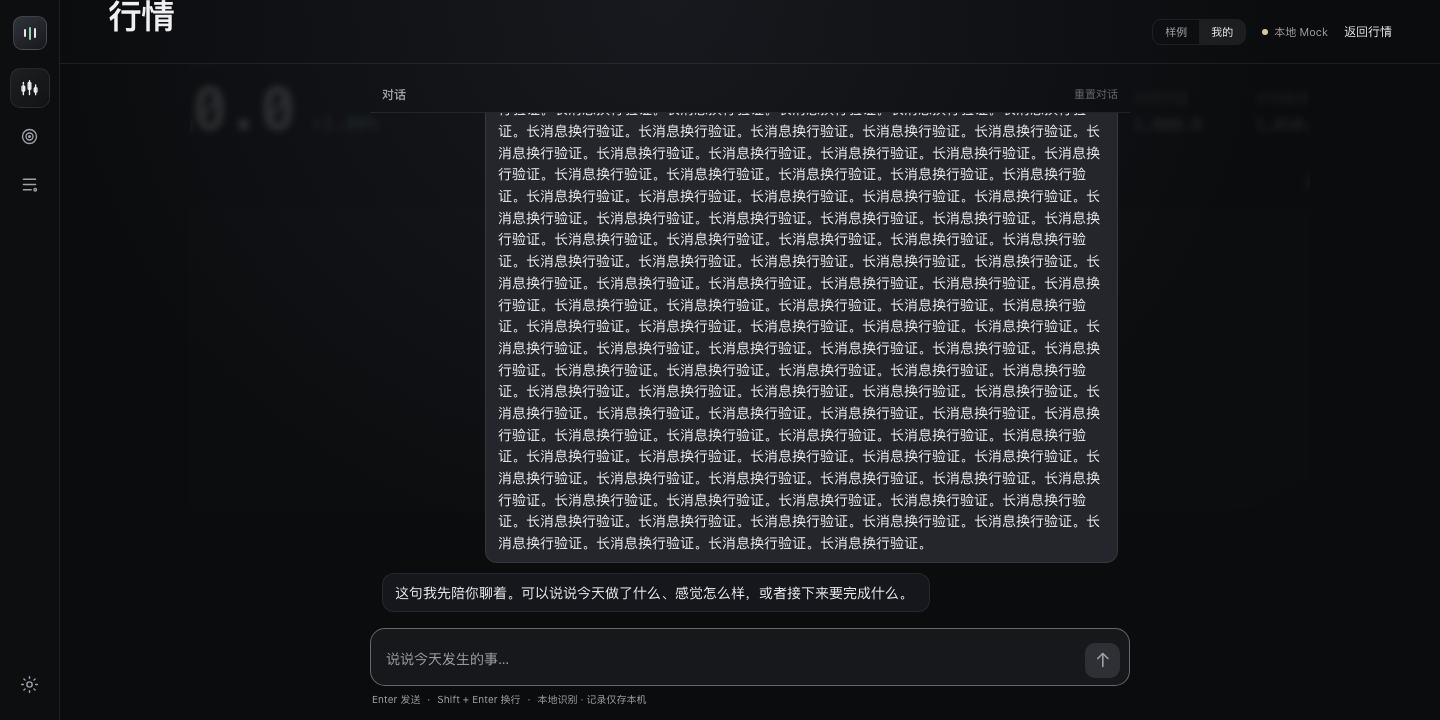 行情
样例
我的
本地 Mock
返回行情
0.0
对话
重置对话
行验证。长消息换行验证。长消息换行验证。长消息换行验证。长消息换行验证。长消息换行验
证。长消息换行验证。长消息换行验证。长消息换行验证。长消息换行验证。长消息换行验证。长
消息换行验证。长消息换行验证。长消息换行验证。长消息换行验证。长消息换行验证。长消息换
行验证。长消息换行验证。长消息换行验证。长消息换行验证。长消息换行验证。长消息换行验
证。长消息换行验证。长消息换行验证。长消息换行验证。长消息换行验证。长消息换行验证。长
消息换行验证。长消息换行验证。长消息换行验证。长消息换行验证。长消息换行验证。长消息换
行验证。长消息换行验证。长消息换行验证。长消息换行验证。长消息换行验证。长消息换行验
证。长消息换行验证。长消息换行验证。长消息换行验证。长消息换行验证。长消息换行验证。长
消息换行验证。长消息换行验证。长消息换行验证。长消息换行验证。长消息换行验证。长消息换
行验证。长消息换行验证。长消息换行验证。长消息换行验证。长消息换行验证。长消息换行验
证。长消息换行验证。长消息换行验证。长消息换行验证。长消息换行验证。长消息换行验证。长
消息换行验证。长消息换行验证。长消息换行验证。长消息换行验证。长消息换行验证。长消息换
行验证。长消息换行验证。长消息换行验证。长消息换行验证。长消息换行验证。长消息换行验
证。长消息换行验证。长消息换行验证。长消息换行验证。长消息换行验证。长消息换行验证。长
消息换行验证。长消息换行验证。长消息换行验证。长消息换行验证。长消息换行验证。长消息换
行验证。长消息换行验证。长消息换行验证。长消息换行验证。长消息换行验证。长消息换行验
证。长消息换行验证。长消息换行验证。长消息换行验证。长消息换行验证。长消息换行验证。长
消息换行验证。长消息换行验证。长消息换行验证。长消息换行验证。长消息换行验证。长消息换
行验证。长消息换行验证。长消息换行验证。长消息换行验证。长消息换行验证。长消息换行验
证。长消息换行验证。长消息换行验证。长消息换行验证。长消息换行验证。长消息换行验证。长
消息换行验证。长消息换行验证。长消息换行验证。长消息换行验证。
这句我先陪你聊着。可以说说今天做了什么、感觉怎么样，或者接下来要完成什么。
说说今天发生的事…
Enter 发送 · Shift + Enter 换行 · 本地识别 · 记录仅存本机